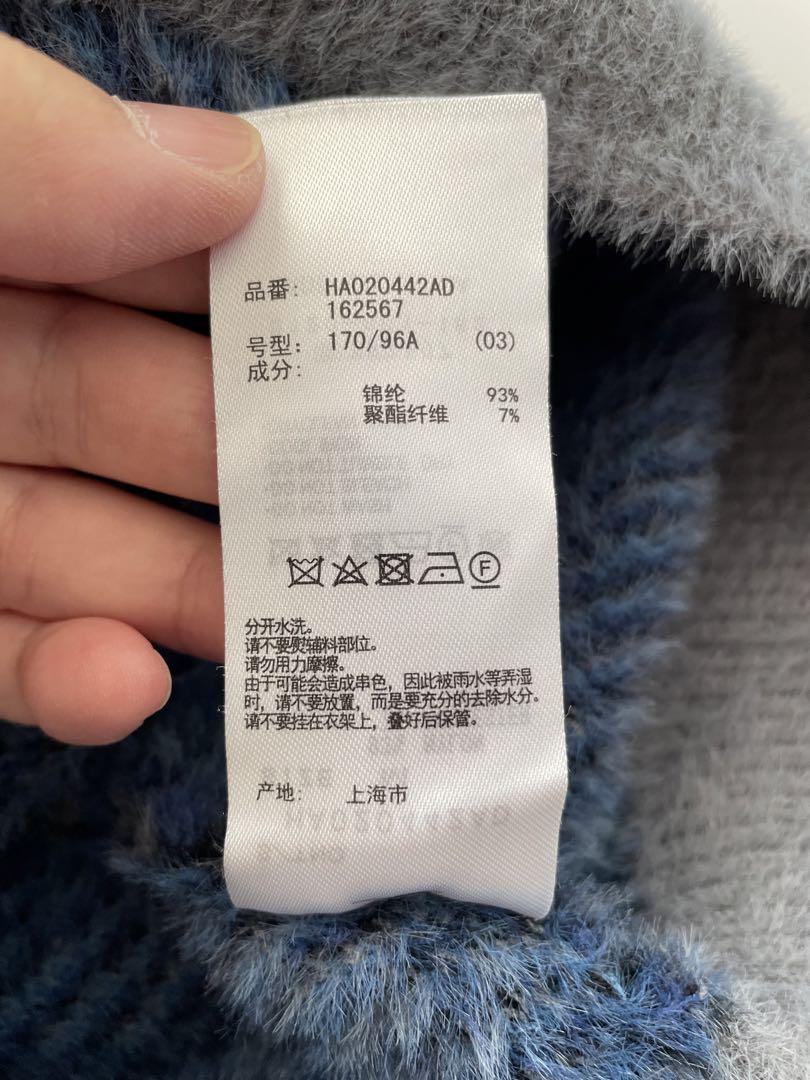 品番: HA020442AD
162567
号型: 170/96A (03)
成分:
锦纶 93%
聚酯纤维 7%
F
分开水洗。
请不要熨辅料部位。
请勿用力摩擦。
由于可能会造成串色，因此被雨水等弄湿
时，请不要放置，而是要充分的去除水分。
请不要挂在衣架上，叠好后保管。
产地: 上海市